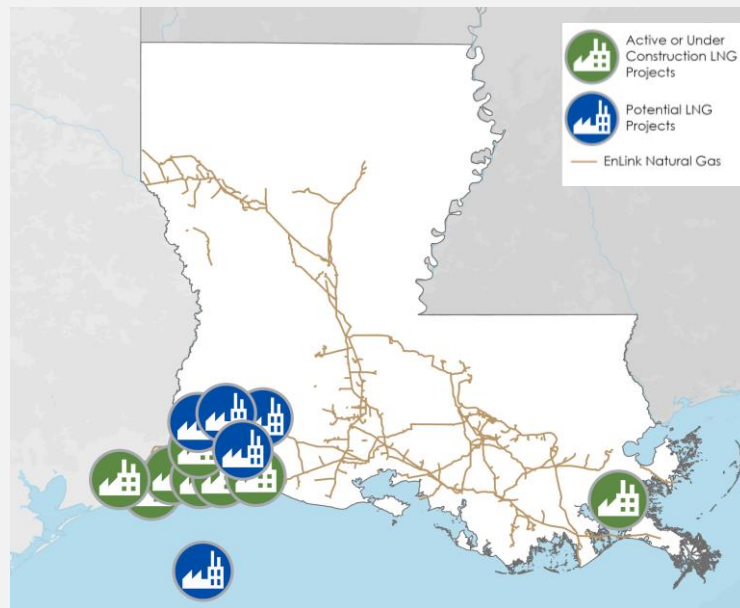 Active or Under
Construction LNG
Projects
Potential LNG
Projects
EnLink Natural Gas